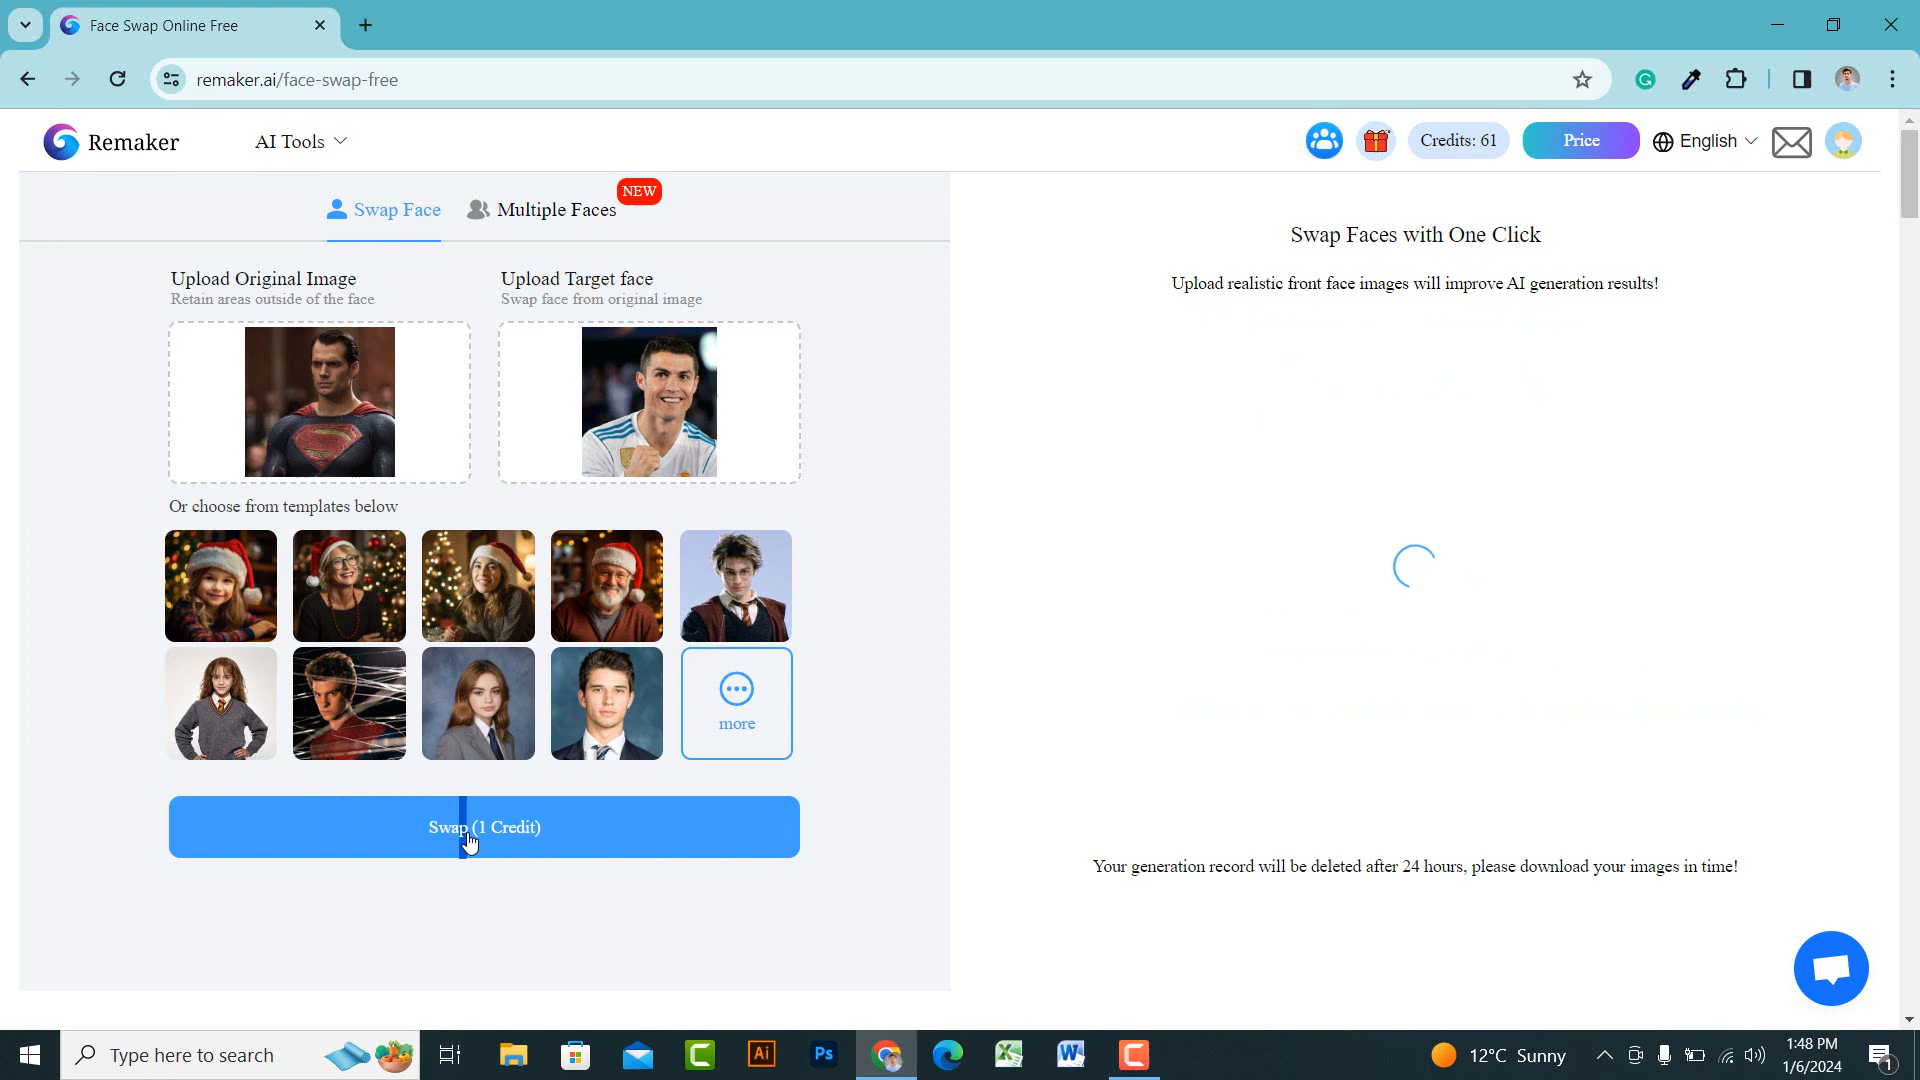 Face Swap Online Free
remaker.ai/face-swap-free
Remaker
AI Tools
Credits: 61
Price
English
Swap Face
Multiple Faces
NEW
Upload Original Image
Retain areas outside of the face
Upload Target face
Swap face from original image
Or choose from templates below
more
Swap (1 Credit)
Swap Faces with One Click
Upload realistic front face images will improve AI generation results!
Your generation record will be deleted after 24 hours, please download your images in time!
Type here to search
Ai
Ps
12°C Sunny
1:48 PM
1/6/2024
1